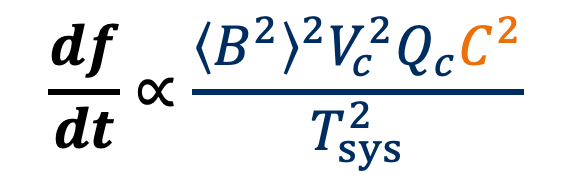 df/dt ∝ ⟨B²⟩²V_c²Q_cC²/T_sys²